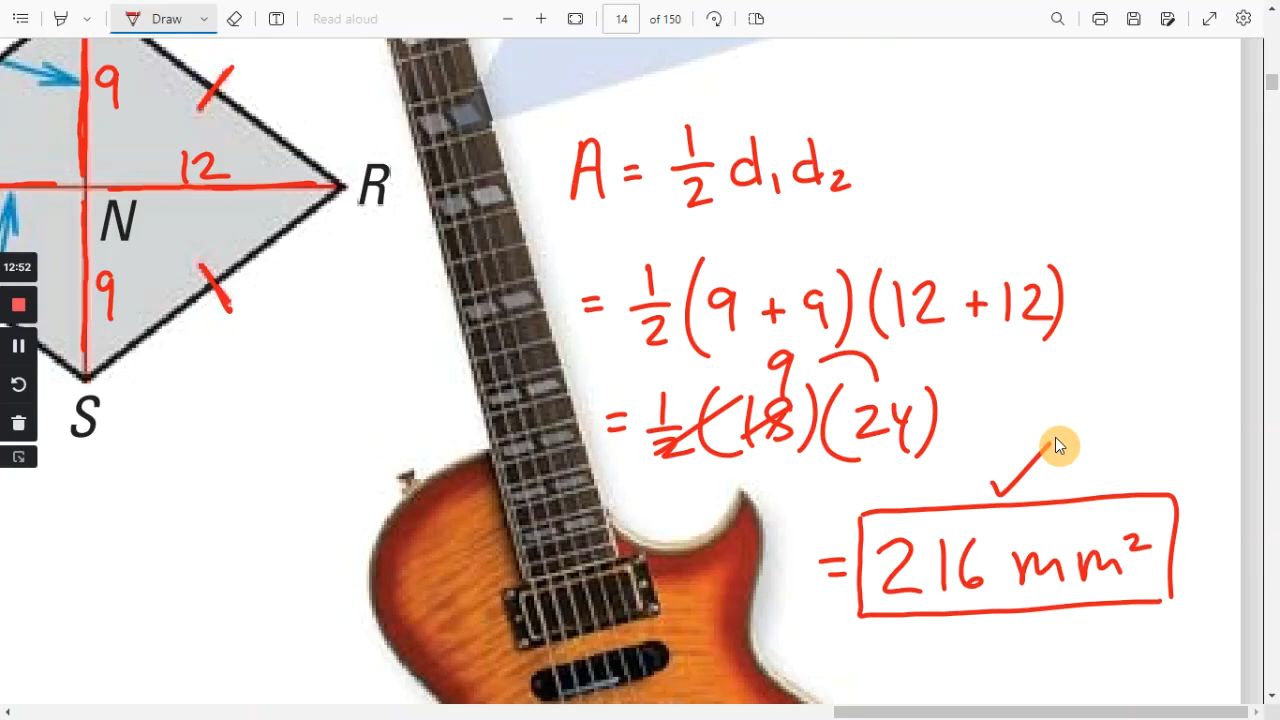 Draw
Read aloud
14 of 150
9
12
R
N
12:52
9
S
A = 1/2 d₁d₂
= 1/2 (9 + 9)(12 + 12)
9
= 1/2 (18)(24)
= 216 mm²